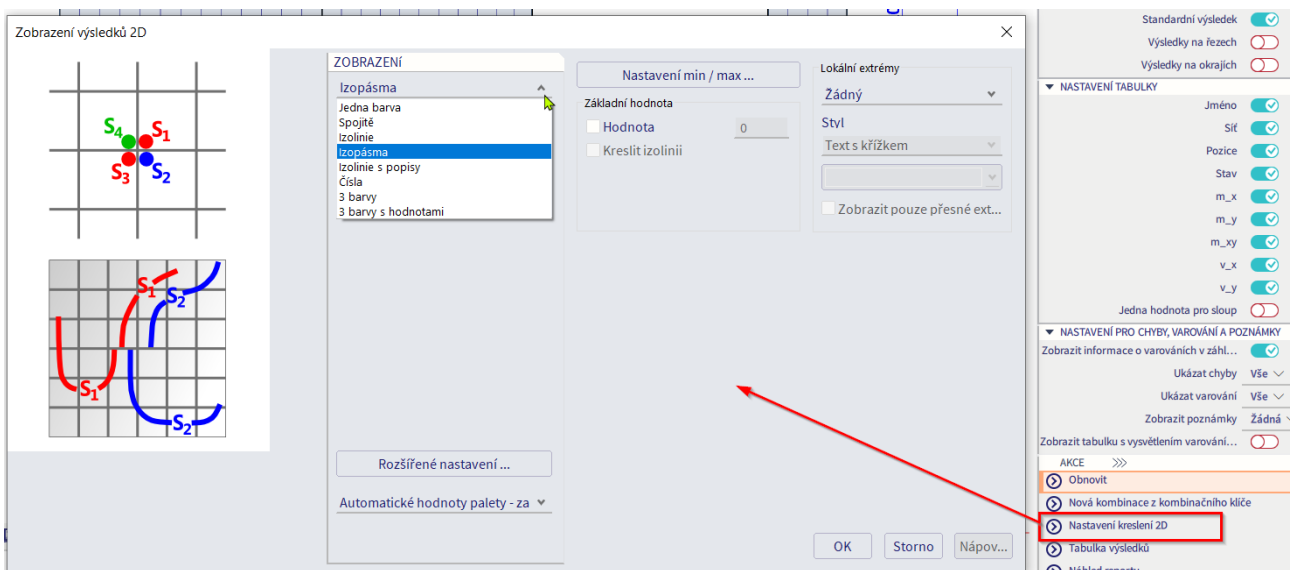 Zobrazení výsledků 2D
S4
S1
S3
S2
S1
S2
S1
S2
ZOBRAZENÍ
Izopásma
Jedna barva
Spojitě
Izolinie
Izopásma
Izolinie s popisy
Čísla
3 barvy
3 barvy s hodnotami
Rozšířené nastavení ...
Automatické hodnoty palety - za
Nastavení min / max ...
Základní hodnota
Hodnota 0
Kreslit izolinii
Lokální extrémy
Žádný
Styl
Text s křížkem
Zobrazit pouze přesné ext...
OK
Storno
Nápov...
Standardní výsledek
Výsledky na řezech
Výsledky na okrajích
NASTAVENÍ TABULKY
Jméno
Síť
Pozice
Stav
m_x
m_y
m_xy
v_x
v_y
Jedna hodnota pro sloup
NASTAVENÍ PRO CHYBY, VAROVÁNÍ A POZNÁMKY
Zobrazit informace o varováních v záhl...
Ukázat chyby Vše
Ukázat varování Vše
Zobrazit poznámky Žádná
Zobrazit tabulku s vysvětlením varování...
AKCE >>>
Obnovit
Nová kombinace z kombinačního klíče
Nastavení kreslení 2D
Tabulka výsledků